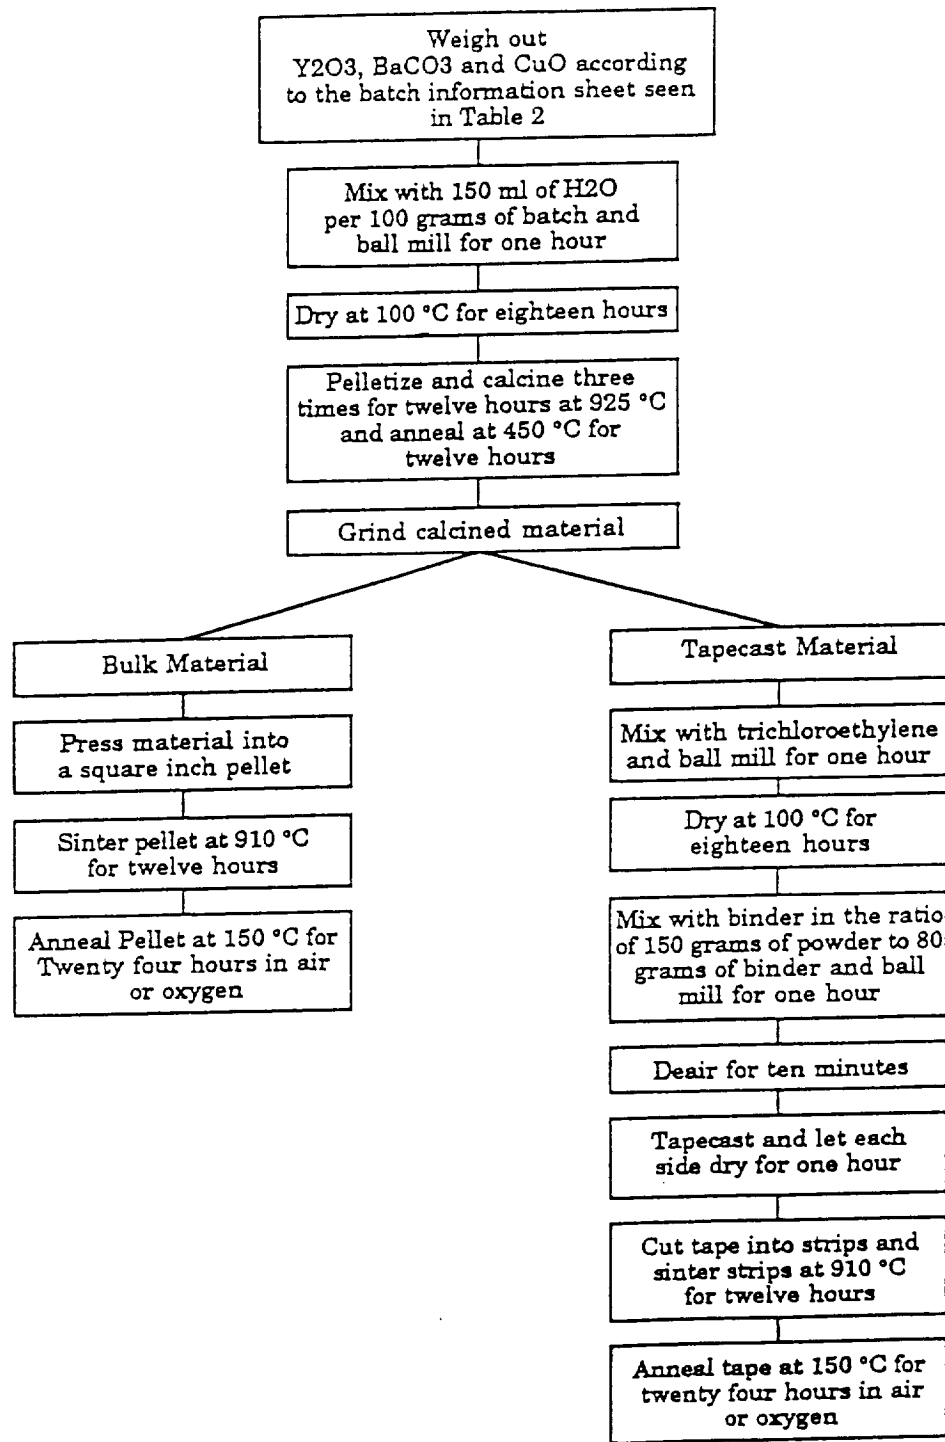 Weigh out
Y2O3, BaCO3 and CuO according
to the batch information sheet seen
in Table 2
Mix with 150 ml of H2O
per 100 grams of batch and
ball mill for one hour
Dry at 100 °C for eighteen hours
Pelletize and calcine three
times for twelve hours at 925 °C
and anneal at 450 °C for
twelve hours
Grind calcined material
Bulk Material
Press material into
a square inch pellet
Sinter pellet at 910 °C
for twelve hours
Anneal Pellet at 150 °C for
Twenty four hours in air
or oxygen
Tapecast Material
Mix with trichloroethylene
and ball mill for one hour
Dry at 100 °C for
eighteen hours
Mix with binder in the ratio
of 150 grams of powder to 80
grams of binder and ball
mill for one hour
Deair for ten minutes
Tapecast and let each
side dry for one hour
Cut tape into strips and
sinter strips at 910 °C
for twelve hours
Anneal tape at 150 °C for
twenty four hours in air
or oxygen